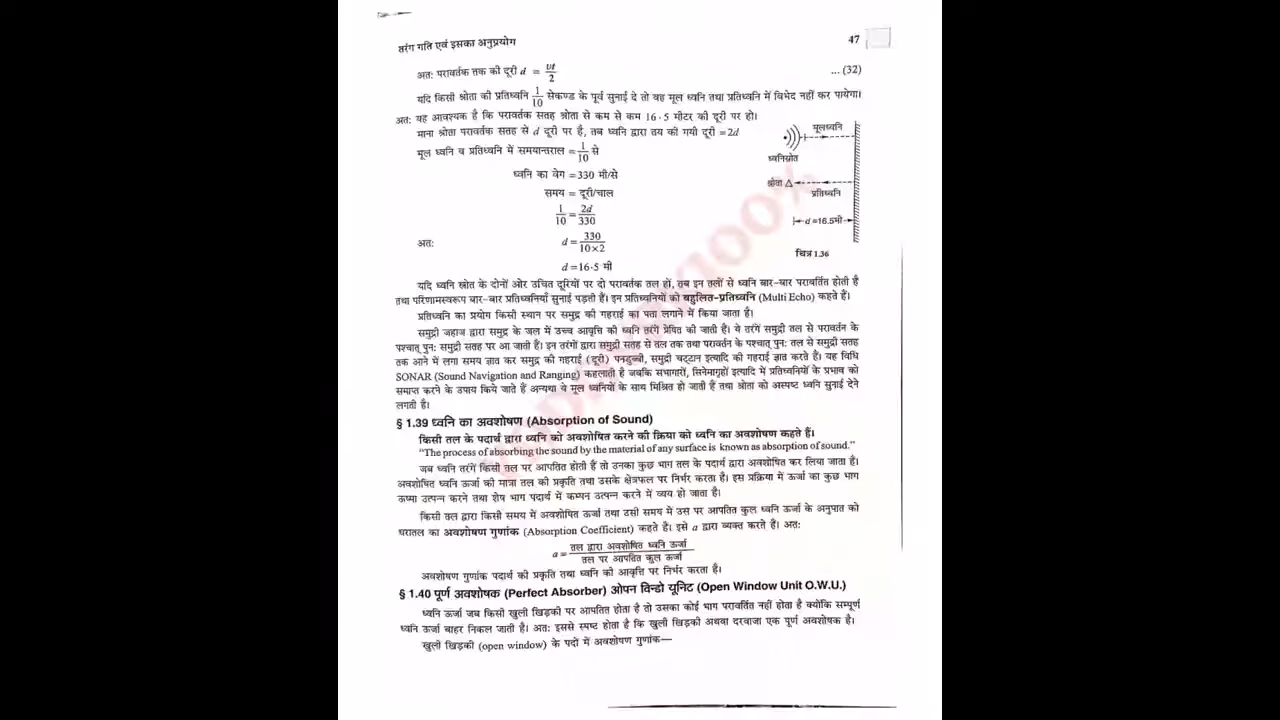 तरंग गति एवं इसका अनुप्रयोग
47
अतः परावर्तक तक की दूरी d = vt/2 ... (32)
यदि किसी श्रोता की प्रतिध्वनि 1/10 सेकण्ड के पूर्व सुनाई दे तो वह मूल ध्वनि तथा प्रतिध्वनि में विभेद नहीं कर पायेगा।
अतः यह आवश्यक है कि परावर्तक सतह श्रोता से कम से कम 16·5 मीटर की दूरी पर हो।
माना श्रोता परावर्तक सतह से d दूरी पर है, तब ध्वनि द्वारा तय की गयी दूरी = 2d
मूल ध्वनि व प्रतिध्वनि में समयान्तराल = 1/10 से
ध्वनि का वेग = 330 मी/से
समय = दूरी/चाल
1/10 = 2d/330
अतः d = 330/10×2
d = 16·5 मी
मूलध्वनि
ध्वनिस्रोत
श्रोता
प्रतिध्वनि
d =16.5मी
चित्र 1.36
यदि ध्वनि स्रोत के दोनों ओर उचित दूरियों पर दो परावर्तक तल हों, तब इन तलों से ध्वनि बार-बार परावर्तित होती है
तथा परिणामस्वरूप बार-बार प्रतिध्वनियाँ सुनाई पड़ती हैं। इन प्रतिध्वनियों को बहुलित-प्रतिध्वनि (Multi Echo) कहते हैं।
प्रतिध्वनि का प्रयोग किसी स्थान पर समुद्र की गहराई का पता लगाने में किया जाता है।
समुद्री जहाज द्वारा समुद्र के जल में उच्च आवृत्ति की ध्वनि तरंगें प्रेषित की जाती है। ये तरंगें समुद्री तल से परावर्तन के
पश्चात् पुनः समुद्री सतह पर आ जाती हैं। इन तरंगों द्वारा समुद्री सतह से तल तक तथा परावर्तन के पश्चात् पुनः तल से समुद्री सतह
तक आने में लगा समय ज्ञात कर समुद्र की गहराई (दूरी) पनडुब्बी, समुद्री चट्टान इत्यादि की गहराई ज्ञात करते हैं। यह विधि
SONAR (Sound Navigation and Ranging) कहलाती है जबकि सभागारों, सिनेमागृहों इत्यादि में प्रतिध्वनियों के प्रभाव को
समाप्त करने के उपाय किये जाते हैं अन्यथा ये मूल ध्वनियों के साथ मिश्रित हो जाती हैं तथा श्रोता को अस्पष्ट ध्वनि सुनाई देने
लगती है।
§ 1.39 ध्वनि का अवशोषण (Absorption of Sound)
किसी तल के पदार्थ द्वारा ध्वनि को अवशोषित करने की क्रिया को ध्वनि का अवशोषण कहते हैं।
"The process of absorbing the sound by the material of any surface is known as absorption of sound."
जब ध्वनि तरंगें किसी तल पर आपतित होती हैं तो उनका कुछ भाग तल के पदार्थ द्वारा अवशोषित कर लिया जाता है।
अवशोषित ध्वनि ऊर्जा की मात्रा तल की प्रकृति तथा उसके क्षेत्रफल पर निर्भर करता है। इस प्रक्रिया में ऊर्जा का कुछ भाग
ऊष्मा उत्पन्न करने तथा शेष भाग पदार्थ में कम्पन उत्पन्न करने में व्यय हो जाता है।
किसी तल द्वारा किसी समय में अवशोषित ऊर्जा तथा उसी समय में उस पर आपतित कुल ध्वनि ऊर्जा के अनुपात को
धरातल का अवशोषण गुणांक (Absorption Coefficient) कहते है। इसे a द्वारा व्यक्त करते हैं। अतः
a = तल द्वारा अवशोषित ध्वनि ऊर्जा / तल पर आपतित कुल ऊर्जा
अवशोषण गुणांक पदार्थ की प्रकृति तथा ध्वनि की आवृत्ति पर निर्भर करता है।
§ 1.40 पूर्ण अवशोषक (Perfect Absorber) ओपन विन्डो यूनिट (Open Window Unit O.W.U.)
ध्वनि ऊर्जा जब किसी खुली खिड़की पर आपतित होता है तो उसका कोई भाग परावर्तित नहीं होता है क्योंकि सम्पूर्ण
ध्वनि ऊर्जा बाहर निकल जाती है। अतः इससे स्पष्ट होता है कि खुली खिड़की अथवा दरवाजा एक पूर्ण अवशोषक है।
खुली खिड़की (open window) के पदों में अवशोषण गुणांक—